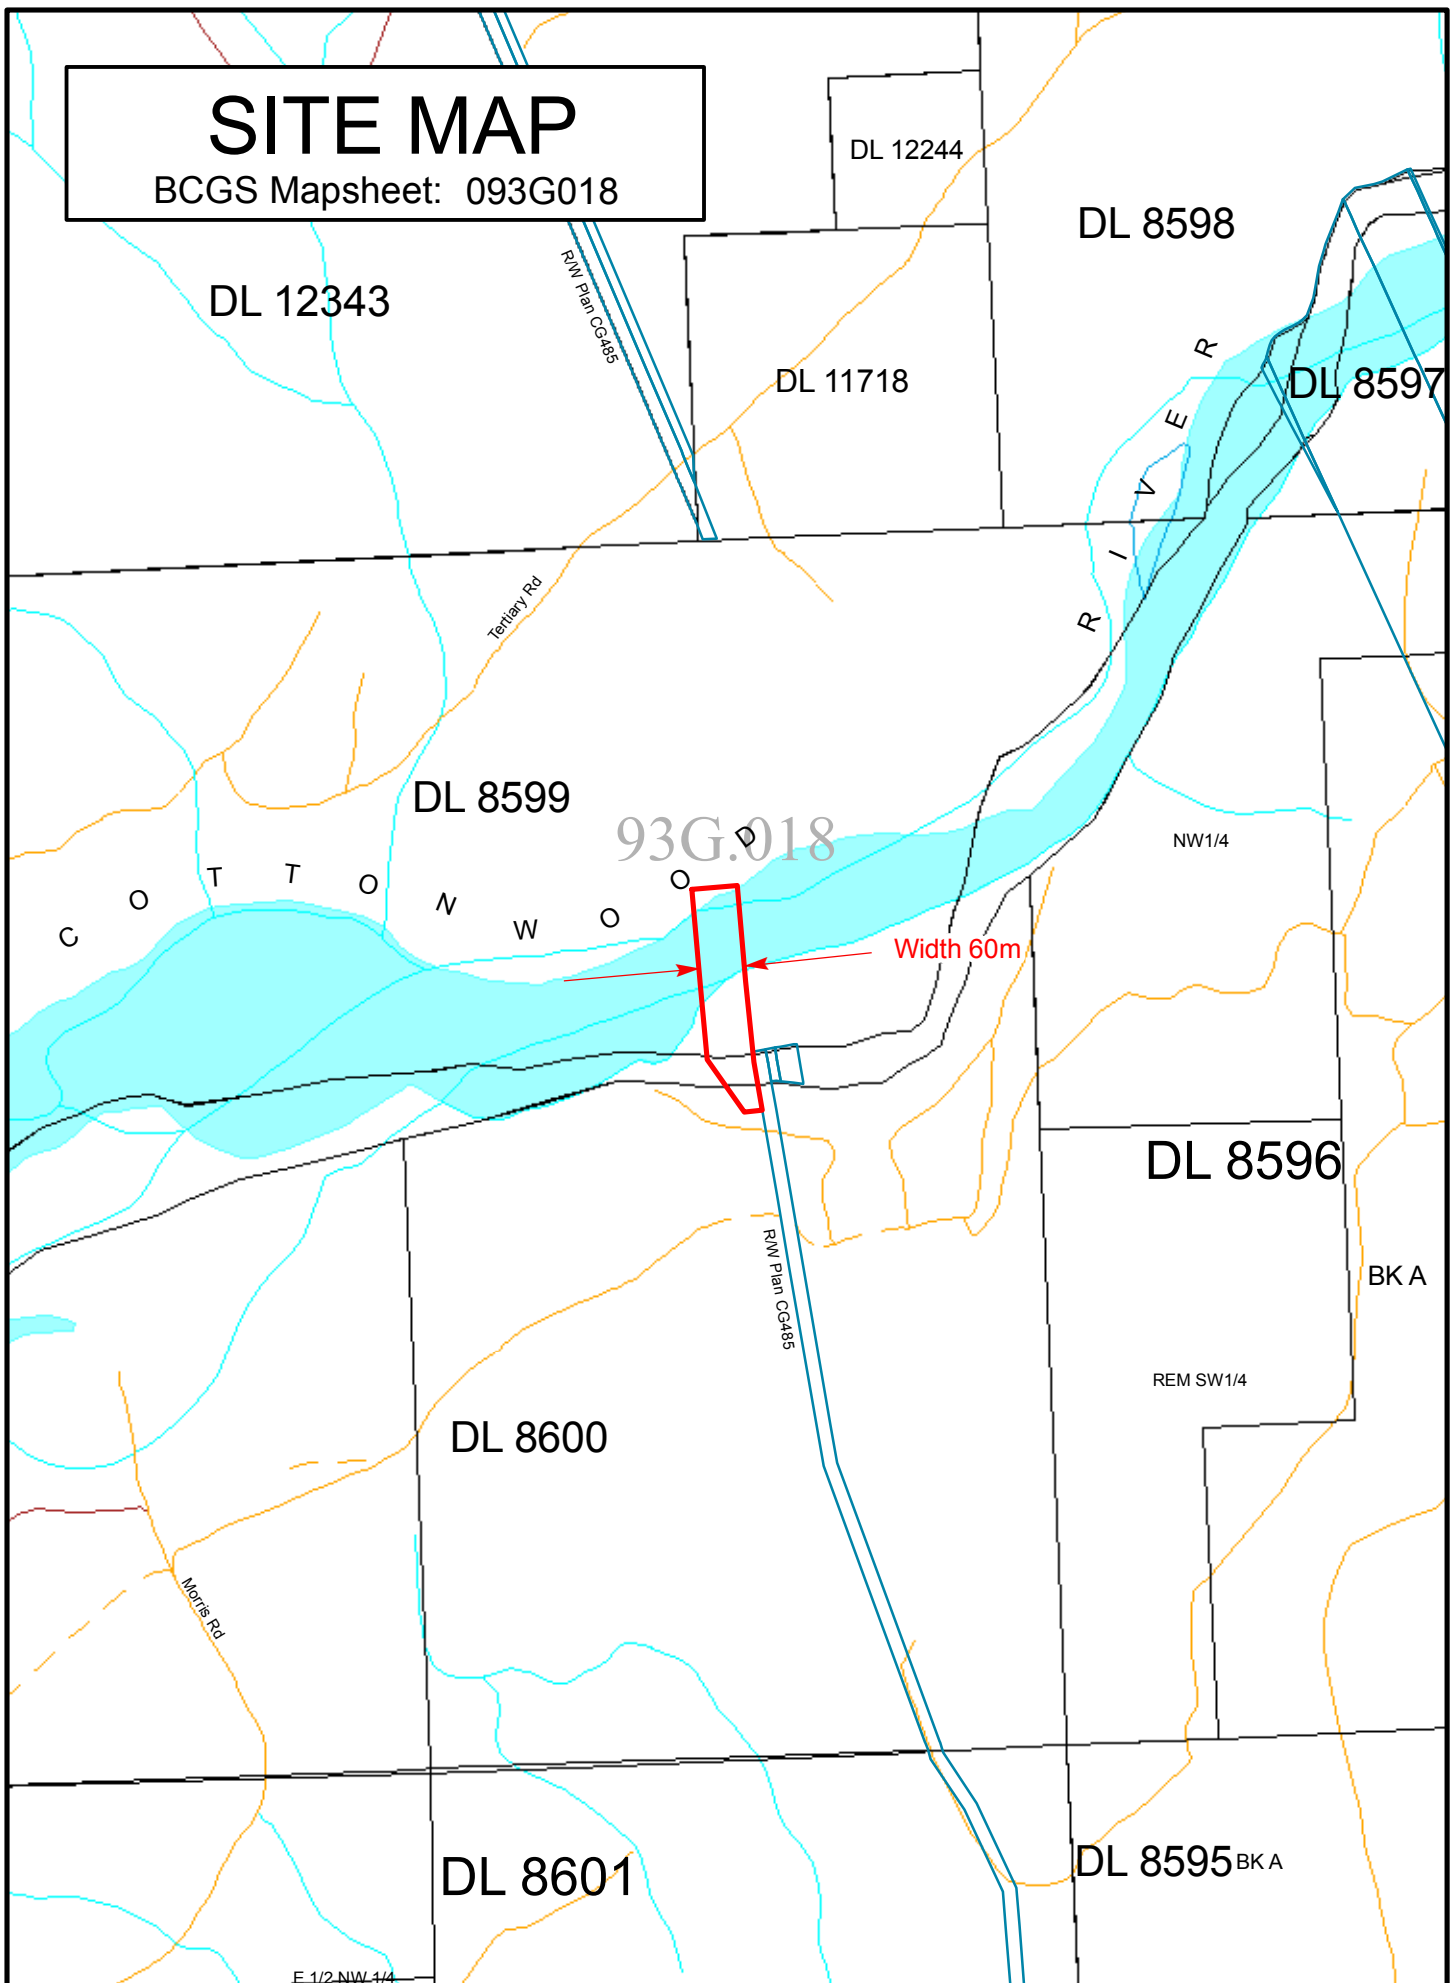 SITE MAP
BCGS Mapsheet: 093G018
DL 12244
DL 8598
R/W Plan CG485
DL 12343
DL 11718
DL 8597
Tertiary Rd
DL 8599
93G.018
COTTONWOOD RIVER
NW1/4
Width 60m
DL 8596
R/W Plan CG485
BK A
REM SW1/4
DL 8600
Morris Rd
DL 8601
DL 8595 BK A
E 1/2 NW 1/4